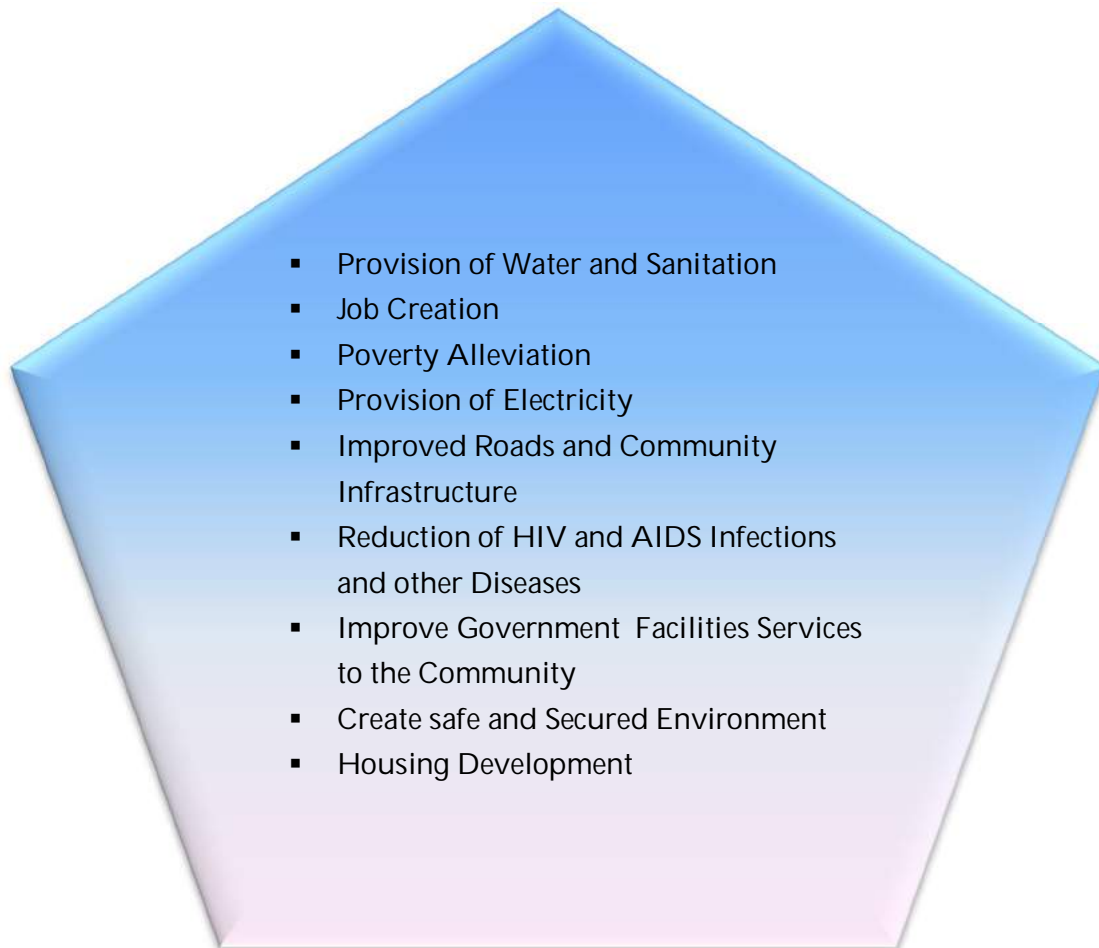 ▪ Provision of Water and Sanitation
▪ Job Creation
▪ Poverty Alleviation
▪ Provision of Electricity
▪ Improved Roads and Community
Infrastructure
▪ Reduction of HIV and AIDS Infections
and other Diseases
▪ Improve Government Facilities Services
to the Community
▪ Create safe and Secured Environment
▪ Housing Development